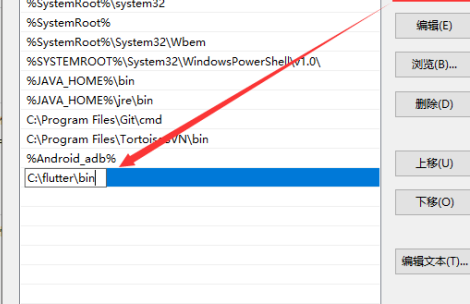 %SystemRoot%\system32
%SystemRoot%
%SystemRoot%\System32\Wbem
%SYSTEMROOT%\System32\WindowsPowerShell\v1.0\
%JAVA_HOME%\bin
%JAVA_HOME%\jre\bin
C:\Program Files\Git\cmd
C:\Program Files\TortoiseSVN\bin
%Android_adb%
C:\flutter\bin
编辑(E)
浏览(B)...
删除(D)
上移(U)
下移(O)
编辑文本(T)...